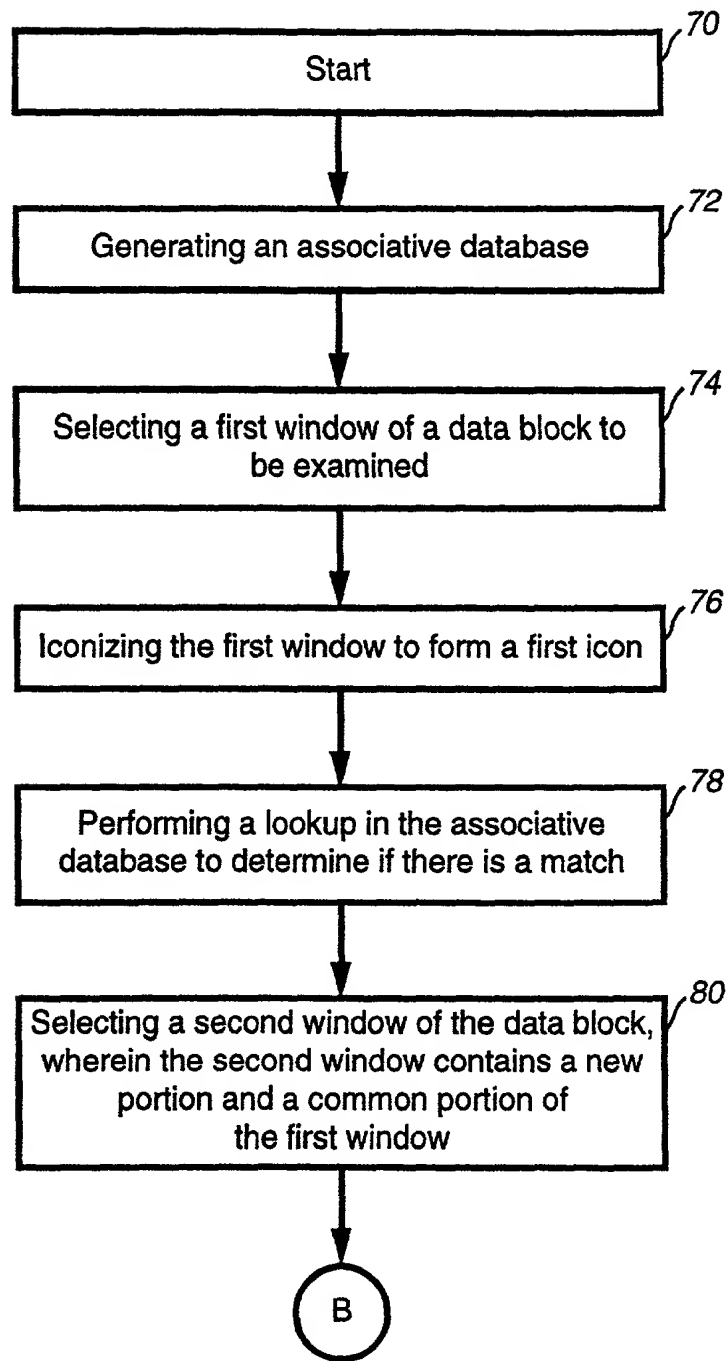 70
Start
72
Generating an associative database
74
Selecting a first window of a data block to
be examined
76
Iconizing the first window to form a first icon
78
Performing a lookup in the associative
database to determine if there is a match
80
Selecting a second window of the data block,
wherein the second window contains a new
portion and a common portion of
the first window
B